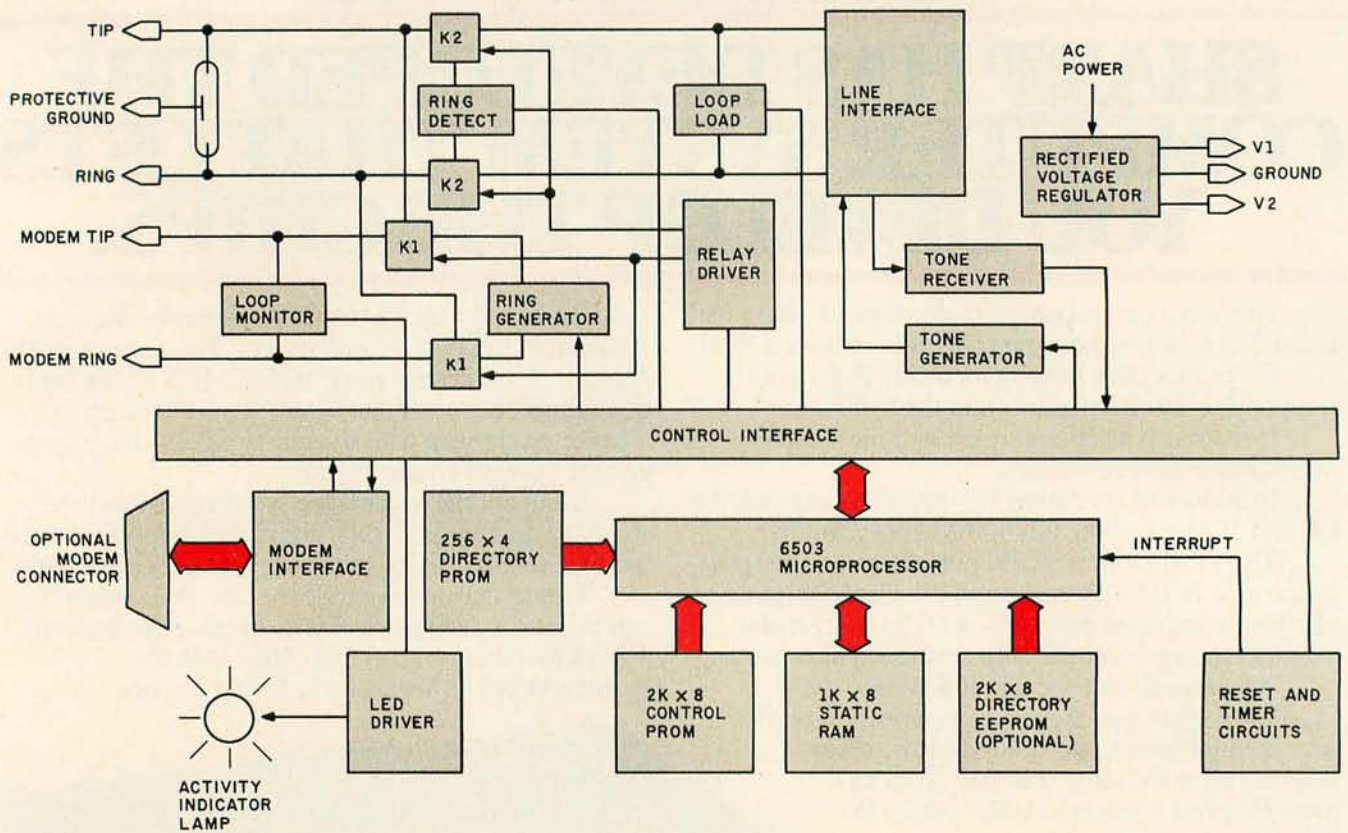 TIP
PROTECTIVE
GROUND
RING
MODEM TIP
MODEM RING
K2
RING
DETECT
K2
K1
LOOP
MONITOR
K1
RING
GENERATOR
LOOP
LOAD
RELAY
DRIVER
LINE
INTERFACE
AC
POWER
RECTIFIED
VOLTAGE
REGULATOR
V1
GROUND
V2
TONE
RECEIVER
TONE
GENERATOR
CONTROL INTERFACE
OPTIONAL
MODEM
CONNECTOR
MODEM
INTERFACE
256 × 4
DIRECTORY
PROM
6503
MICROPROCESSOR
INTERRUPT
ACTIVITY
INDICATOR
LAMP
LED
DRIVER
2K × 8
CONTROL
PROM
1K × 8
STATIC
RAM
2K × 8
DIRECTORY
EEPROM
(OPTIONAL)
RESET AND
TIMER
CIRCUITS